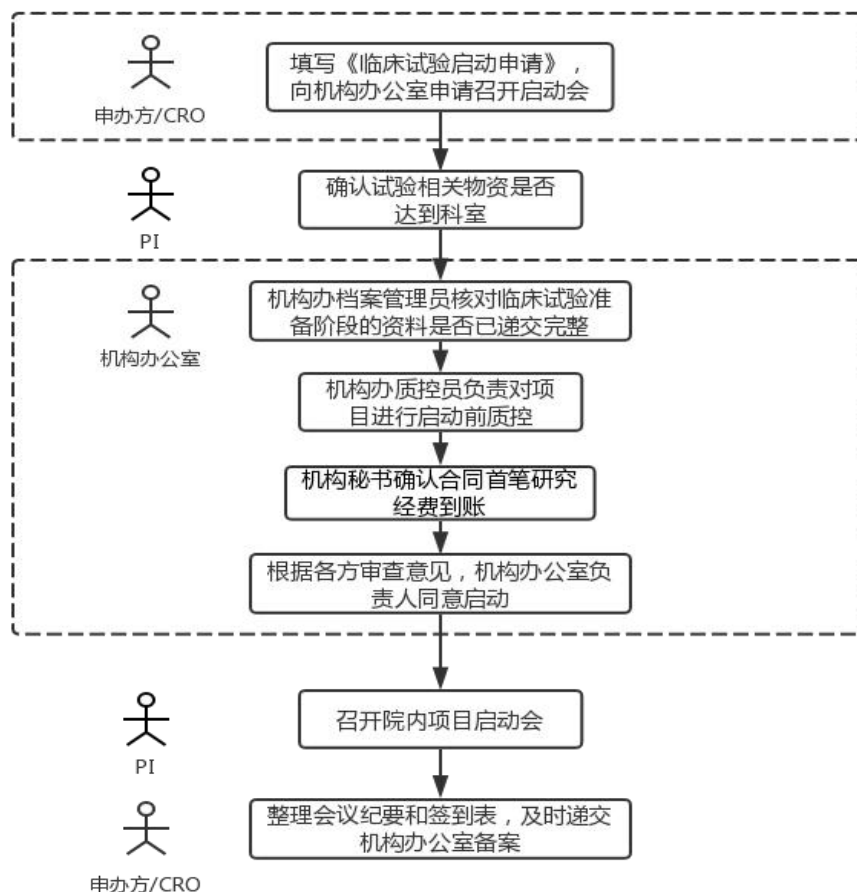 填写《临床试验启动申请》，
向机构办公室申请召开启动会
申办方/CRO
确认试验相关物资是否
达到科室
PI
机构办档案管理员核对临床试验准
备阶段的资料是否已递交完整
机构办公室
机构办质控员负责对项
目进行启动前质控
机构秘书确认合同首笔研究
经费到账
根据各方审查意见，机构办公室负
责人同意启动
召开院内项目启动会
PI
整理会议纪要和签到表，及时递交
机构办公室备案
申办方/CRO